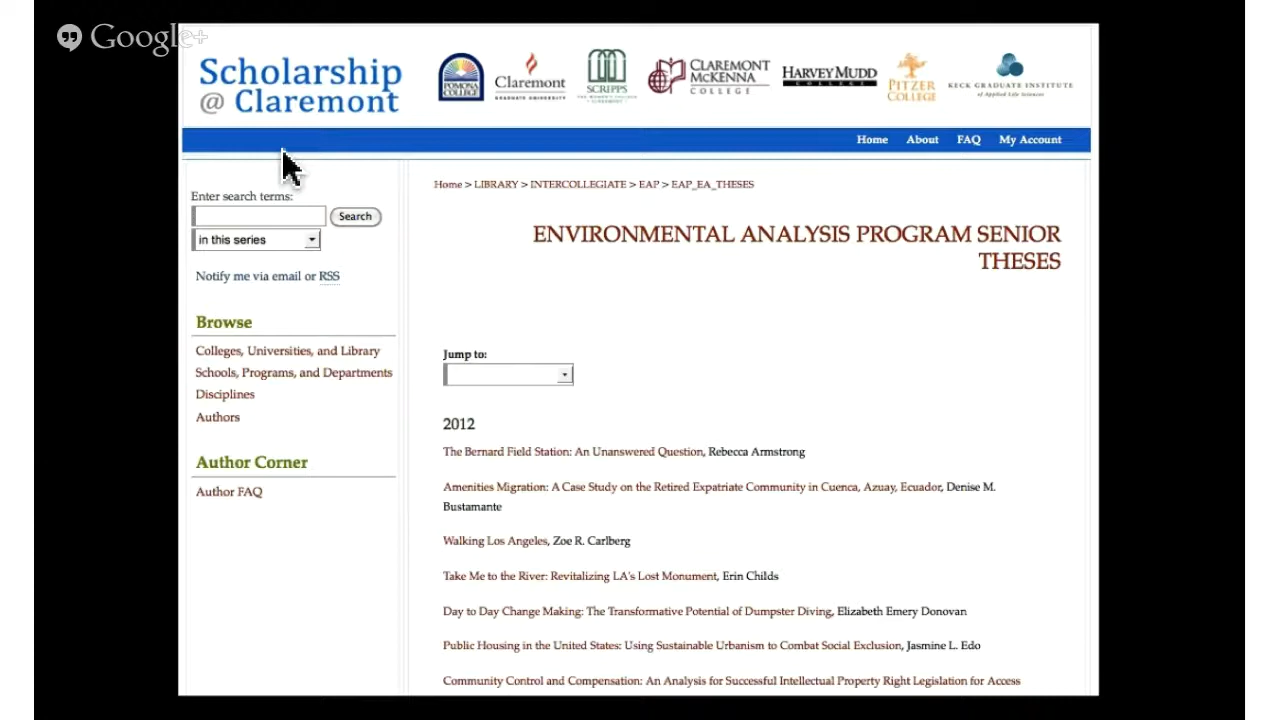 Google+
Scholarship
@ Claremont
POMONA
COLLEGE
Claremont
GRADUATE UNIVERSITY
SCRIPPS
CLAREMONT
MCKENNA
COLLEGE
HARVEY MUDD
COLLEGE
PITZER
COLLEGE
KECK GRADUATE INSTITUTE
of Applied Life Sciences
Home About FAQ My Account
Enter search terms:
Search
in this series
Notify me via email or RSS
Browse
Colleges, Universities, and Library
Schools, Programs, and Departments
Disciplines
Authors
Author Corner
Author FAQ
Home > LIBRARY > INTERCOLLEGIATE > EAP > EAP_EA_THESES
ENVIRONMENTAL ANALYSIS PROGRAM SENIOR
THESES
Jump to:
2012
The Bernard Field Station: An Unanswered Question, Rebecca Armstrong
Amenities Migration: A Case Study on the Retired Expatriate Community in Cuenca, Azuay, Ecuador, Denise M.
Bustamante
Walking Los Angeles, Zoe R. Carlberg
Take Me to the River: Revitalizing LA's Lost Monument, Erin Childs
Day to Day Change Making: The Transformative Potential of Dumpster Diving, Elizabeth Emery Donovan
Public Housing in the United States: Using Sustainable Urbanism to Combat Social Exclusion, Jasmine L. Edo
Community Control and Compensation: An Analysis for Successful Intellectual Property Right Legislation for Access